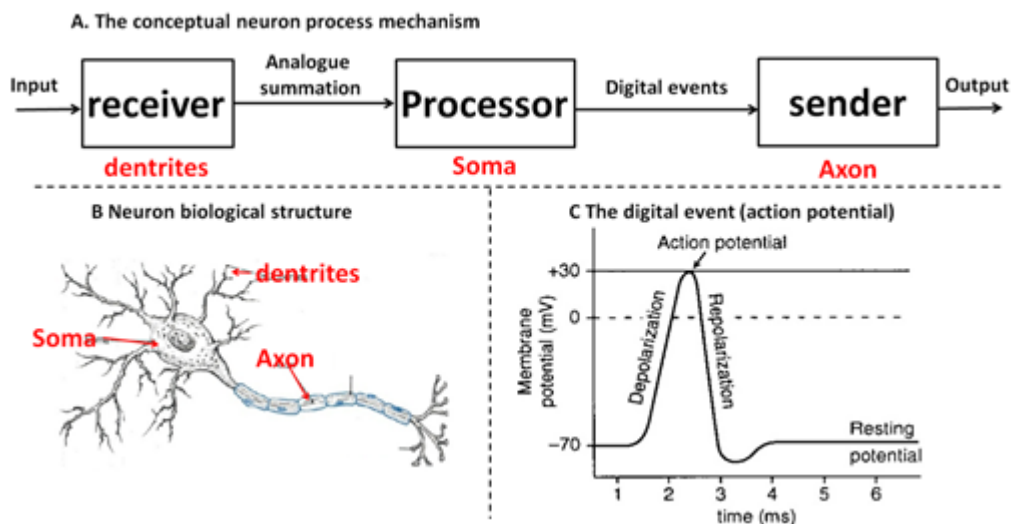 A. The conceptual neuron process mechanism
Input
receiver
dentrites
Analogue
summation
Processor
Soma
Digital events
sender
Axon
Output
B Neuron biological structure
dentrites
Soma
Axon
C The digital event (action potential)
Action potential
+30
0
-70
Membrane
potential (mV)
Depolarization
Repolarization
Resting
potential
1 2 3 4 5 6
time (ms)